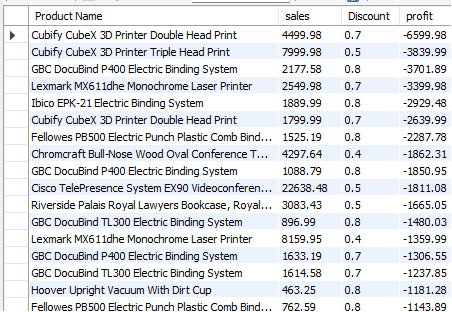 Product Name sales Discount profit
Cubify CubeX 3D Printer Double Head Print 4499.98 0.7 -6599.98
Cubify CubeX 3D Printer Triple Head Print 7999.98 0.5 -3839.99
GBC DocuBind P400 Electric Binding System 2177.58 0.8 -3701.89
Lexmark MX611dhe Monochrome Laser Printer 2549.98 0.7 -3399.98
Ibico EPK-21 Electric Binding System 1889.99 0.8 -2929.48
Cubify CubeX 3D Printer Double Head Print 1799.99 0.7 -2639.99
Fellowes PB500 Electric Punch Plastic Comb Bind... 1525.19 0.8 -2287.78
Chromcraft Bull-Nose Wood Oval Conference T... 4297.64 0.4 -1862.31
GBC DocuBind P400 Electric Binding System 1088.79 0.8 -1850.95
Cisco TelePresence System EX90 Videoconferen... 22638.48 0.5 -1811.08
Riverside Palais Royal Lawyers Bookcase, Royal... 3083.43 0.5 -1665.05
GBC DocuBind TL300 Electric Binding System 896.99 0.8 -1480.03
Lexmark MX611dhe Monochrome Laser Printer 8159.95 0.4 -1359.99
GBC DocuBind P400 Electric Binding System 1633.19 0.7 -1306.55
GBC DocuBind TL300 Electric Binding System 1614.58 0.7 -1237.85
Hoover Upright Vacuum With Dirt Cup 463.25 0.8 -1181.28
Fellowes PB500 Electric Punch Plastic Comb Bind... 762.59 0.8 -1143.89